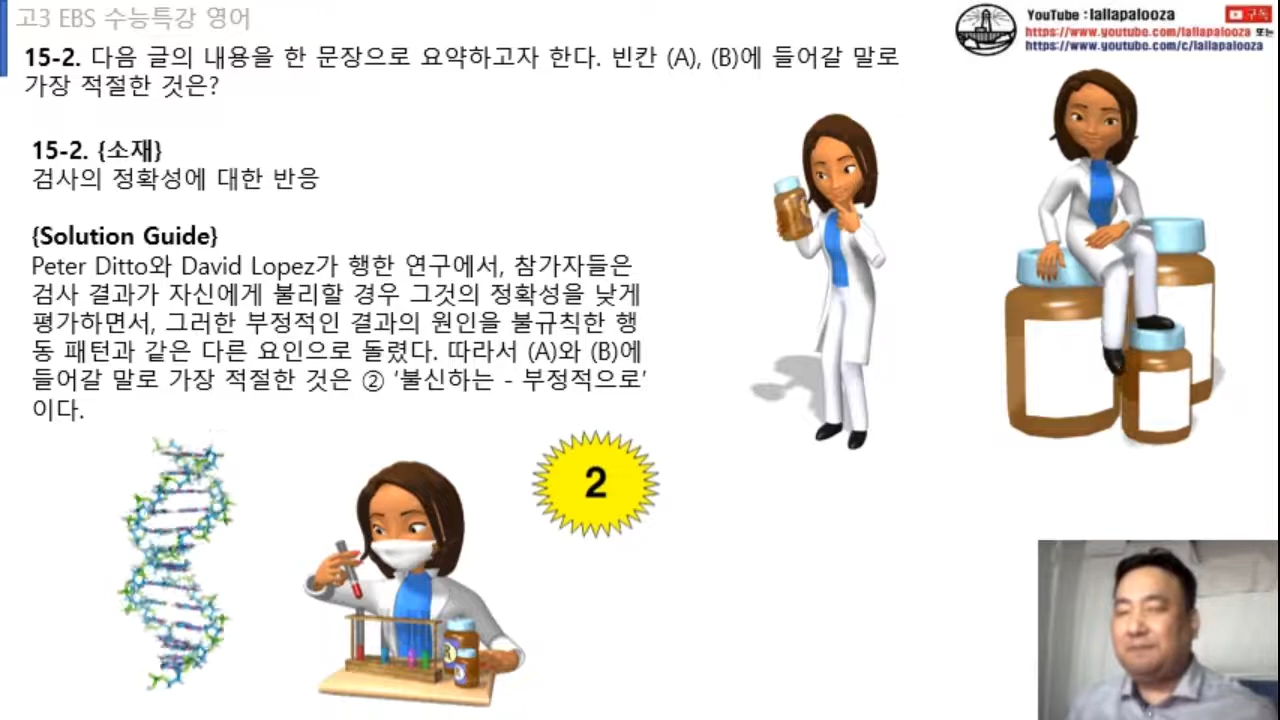 고3 EBS 수능특강 영어
YouTube : lallapalooza
구독
https://www.youtube.com/lallapalooza 또는
https://www.youtube.com/c/lallapalooza
15-2. 다음 글의 내용을 한 문장으로 요약하고자 한다. 빈칸 (A), (B)에 들어갈 말로
가장 적절한 것은?
15-2. {소재}
검사의 정확성에 대한 반응
{Solution Guide}
Peter Ditto와 David Lopez가 행한 연구에서, 참가자들은
검사 결과가 자신에게 불리할 경우 그것의 정확성을 낮게
평가하면서, 그러한 부정적인 결과의 원인을 불규칙한 행
동 패턴과 같은 다른 요인으로 돌렸다. 따라서 (A)와 (B)에
들어갈 말로 가장 적절한 것은 ② ‘불신하는 - 부정적으로’
이다.
2